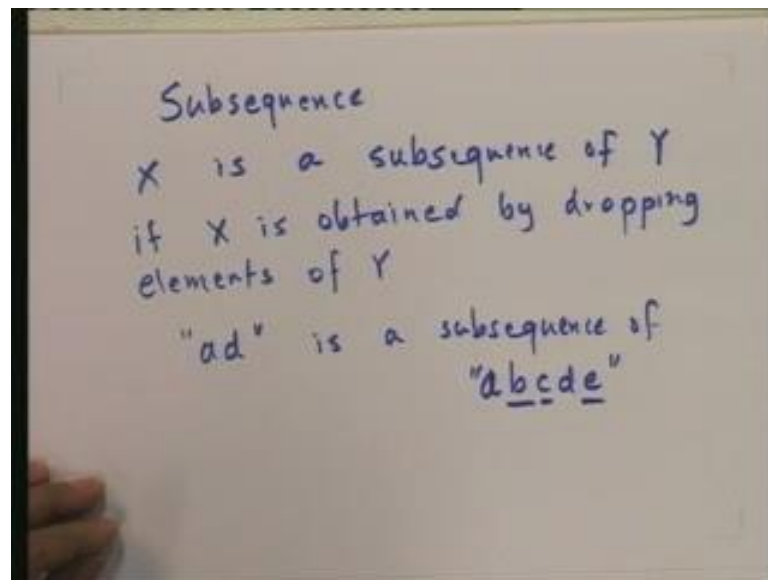 Subsequence
X is a subsequence of Y
if X is obtained by dropping
elements of Y
"ad" is a subsequence of
"abcde"